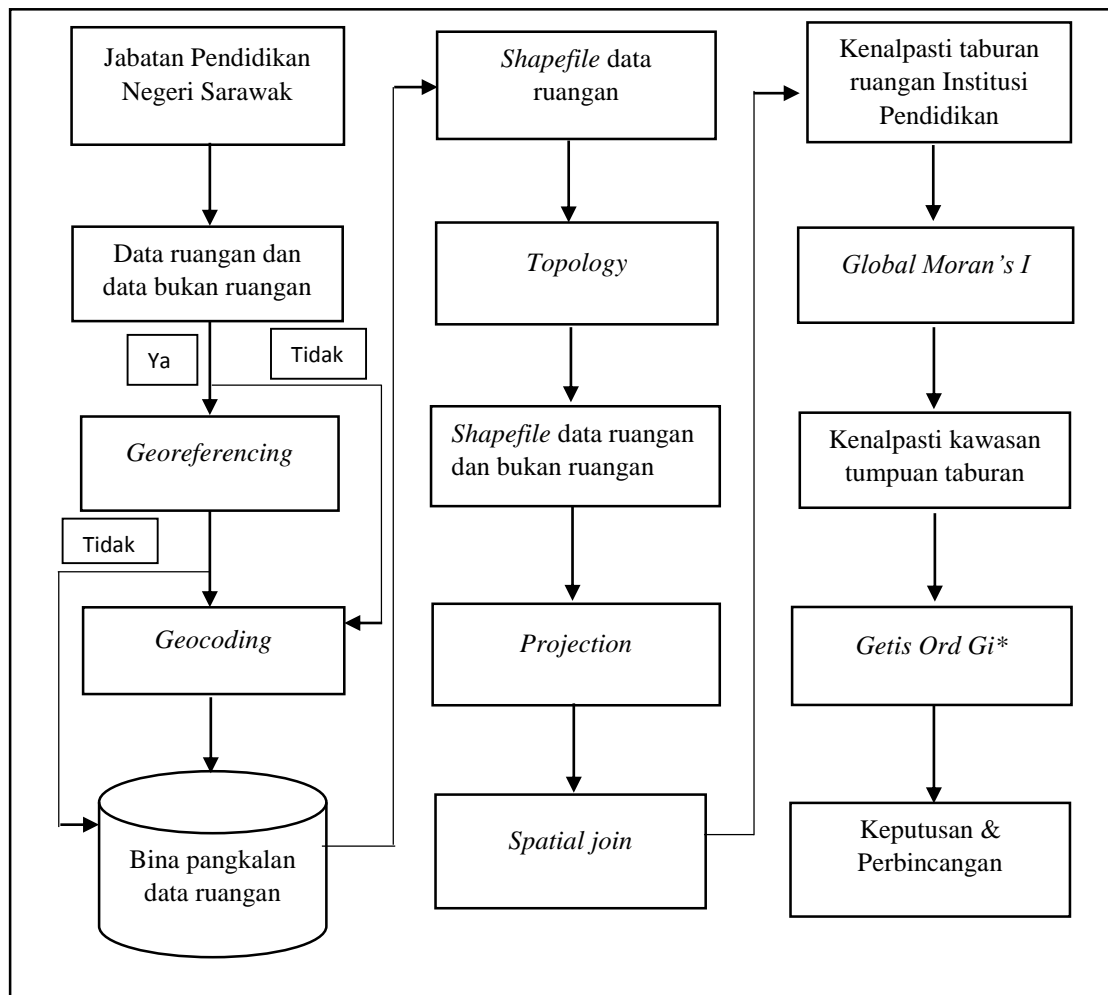 Jabatan Pendidikan
Negeri Sarawak
Data ruangan dan
data bukan ruangan
Ya
Tidak
Georeferencing
Tidak
Geocoding
Bina pangkalan
data ruangan
Shapefile data
ruangan
Topology
Shapefile data ruangan
dan bukan ruangan
Projection
Spatial join
Kenalpasti taburan
ruangan Institusi
Pendidikan
Global Moran’s I
Kenalpasti kawasan
tumpuan taburan
Getis Ord Gi*
Keputusan &
Perbincangan